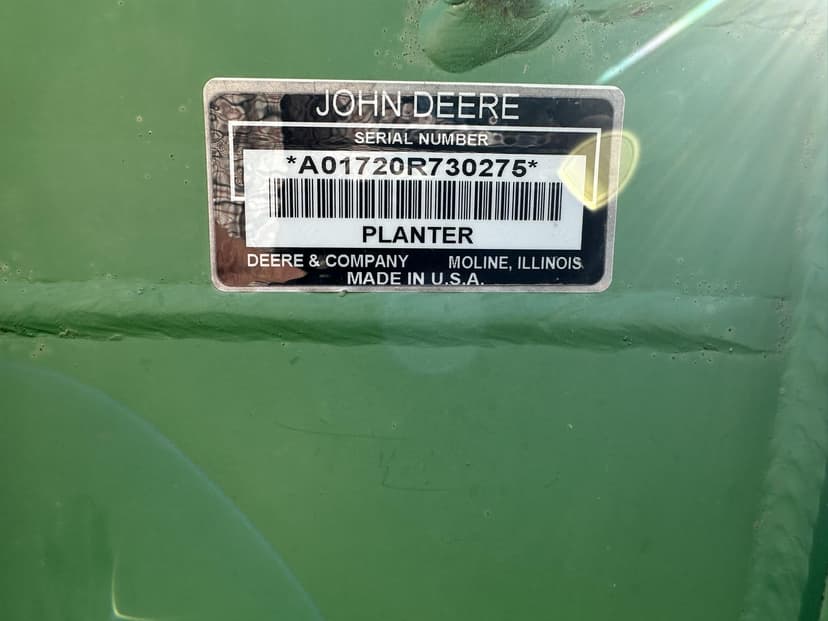 JOHN DEERE
SERIAL NUMBER
*A01720R730275*
PLANTER
DEERE & COMPANY MOLINE, ILLINOIS
MADE IN U.S.A.